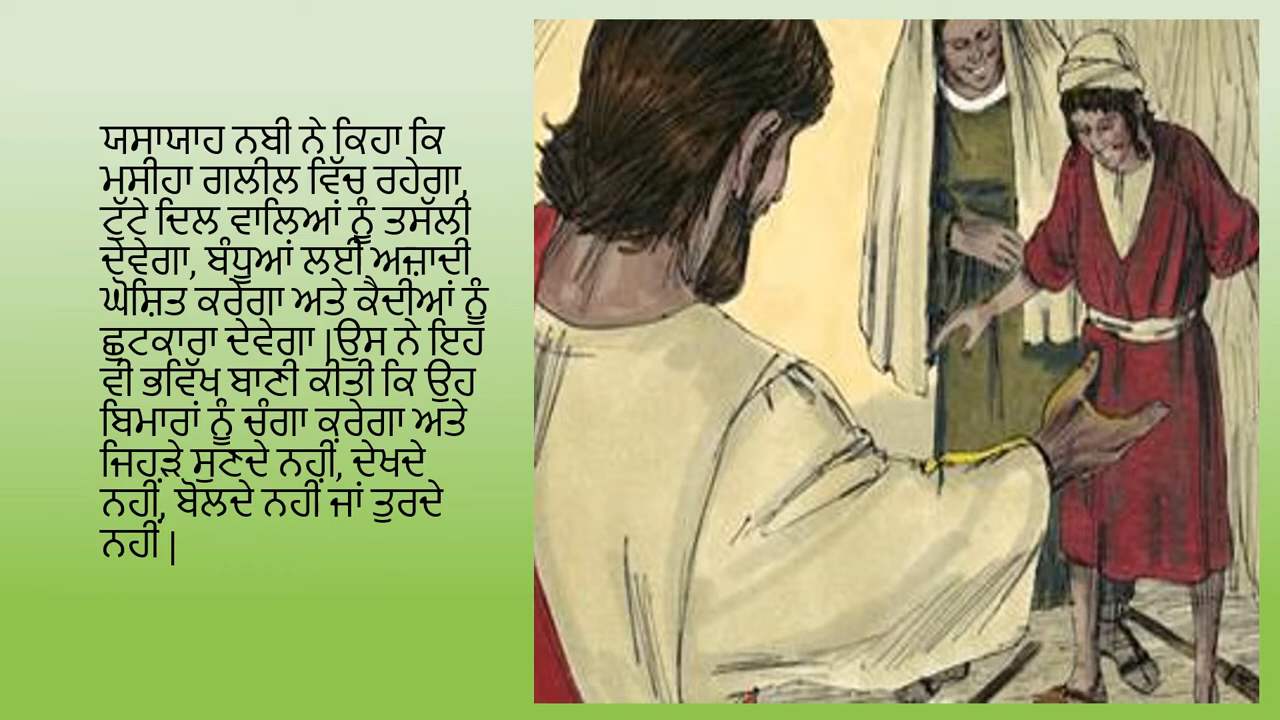 ਯਸਾਯਾਹ ਨਬੀ ਨੇ ਕਿਹਾ ਕਿ
ਮਸੀਹਾ ਗਲੀਲ ਵਿੱਚ ਰਹੇਗਾ,
ਟੁੱਟੇ ਦਿਲ ਵਾਲਿਆਂ ਨੂੰ ਤਸੱਲੀ
ਦੇਵੇਗਾ, ਬੰਧੂਆਂ ਲਈ ਅਜ਼ਾਦੀ
ਘੋਸ਼ਿਤ ਕਰੇਗਾ ਅਤੇ ਕੈਦੀਆਂ ਨੂੰ
ਛੁਟਕਾਰਾ ਦੇਵੇਗਾ |ਉਸ ਨੇ ਇਹ
ਵੀ ਭਵਿੱਖ ਬਾਣੀ ਕੀਤੀ ਕਿ ਉਹ
ਬਿਮਾਰਾਂ ਨੂੰ ਚੰਗਾ ਕਰੇਗਾ ਅਤੇ
ਜਿਹੜੇ ਸੁਣਦੇ ਨਹੀਂ, ਦੇਖਦੇ
ਨਹੀਂ, ਬੋਲਦੇ ਨਹੀਂ ਜਾਂ ਤੁਰਦੇ
ਨਹੀਂ |